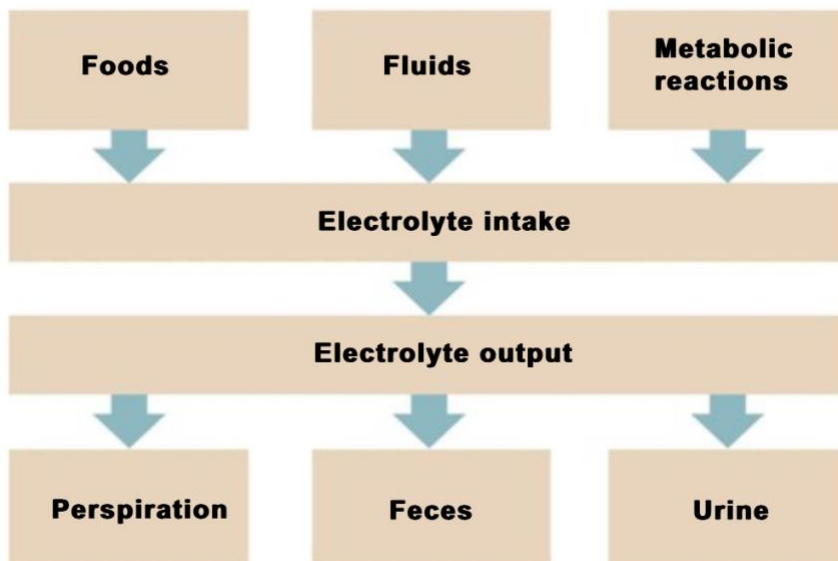 Foods
Fluids
Metabolic
reactions
Electrolyte intake
Electrolyte output
Perspiration
Feces
Urine